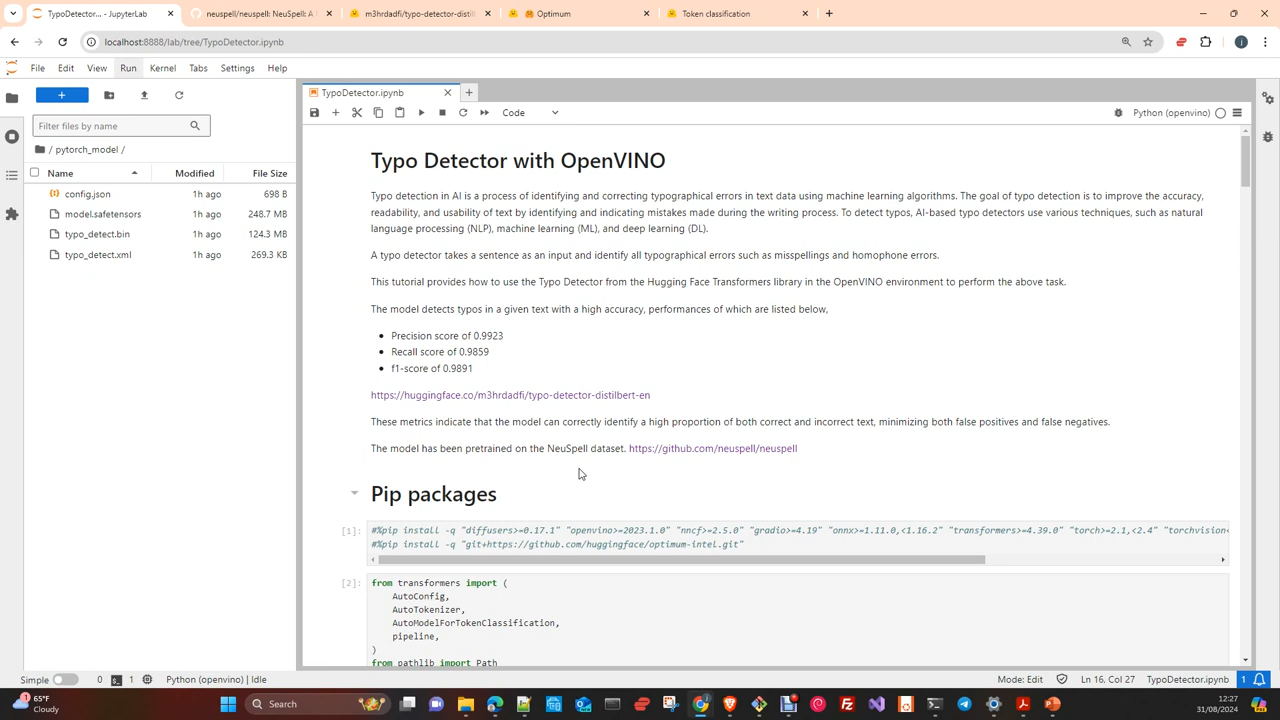 TypoDetector... - JupyterLab
neuspell/neuspell: NeuSpell: A T
m3hrdadfi/typo-detector-distil
Optimum
Token classification
localhost:8888/lab/tree/TypoDetector.ipynb
File Edit View Run Kernel Tabs Settings Help
TypoDetector.ipynb
Filter files by name
Code
Python (openvino)
/ pytorch_model /
Name Modified File Size
config.json 1h ago 698 B
model.safetensors 1h ago 248.7 MB
typo_detect.bin 1h ago 124.3 MB
typo_detect.xml 1h ago 269.3 KB
Typo Detector with OpenVINO
Typo detection in AI is a process of identifying and correcting typographical errors in text data using machine learning algorithms. The goal of typo detection is to improve the accuracy,
readability, and usability of text by identifying and indicating mistakes made during the writing process. To detect typos, AI-based typo detectors use various techniques, such as natural
language processing (NLP), machine learning (ML), and deep learning (DL).
A typo detector takes a sentence as an input and identify all typographical errors such as misspellings and homophone errors.
This tutorial provides how to use the Typo Detector from the Hugging Face Transformers library in the OpenVINO environment to perform the above task.
The model detects typos in a given text with a high accuracy, performances of which are listed below,
• Precision score of 0.9923
• Recall score of 0.9859
• f1-score of 0.9891
https://huggingface.co/m3hrdadfi/typo-detector-distilbert-en
These metrics indicate that the model can correctly identify a high proportion of both correct and incorrect text, minimizing both false positives and false negatives.
The model has been pretrained on the NeuSpell dataset. https://github.com/neuspell/neuspell
Pip packages
[1]: #%pip install -q "diffusers>=0.17.1" "openvino>=2023.1.0" "nncf>=2.5.0" "gradio>=4.19" "onnx>=1.11.0,<1.16.2" "transformers>=4.39.0" "torch>=2.1,<2.4" "torchvision<
#%pip install -q "git+https://github.com/huggingface/optimum-intel.git"
[2]: from transformers import (
AutoConfig,
AutoTokenizer,
AutoModelForTokenClassification,
pipeline,
)
from pathlib import Path
Simple 0 1 Python (openvino) | Idle Mode: Edit Ln 16, Col 27 TypoDetector.ipynb 1
65°F
Cloudy
Search
12:27
31/08/2024